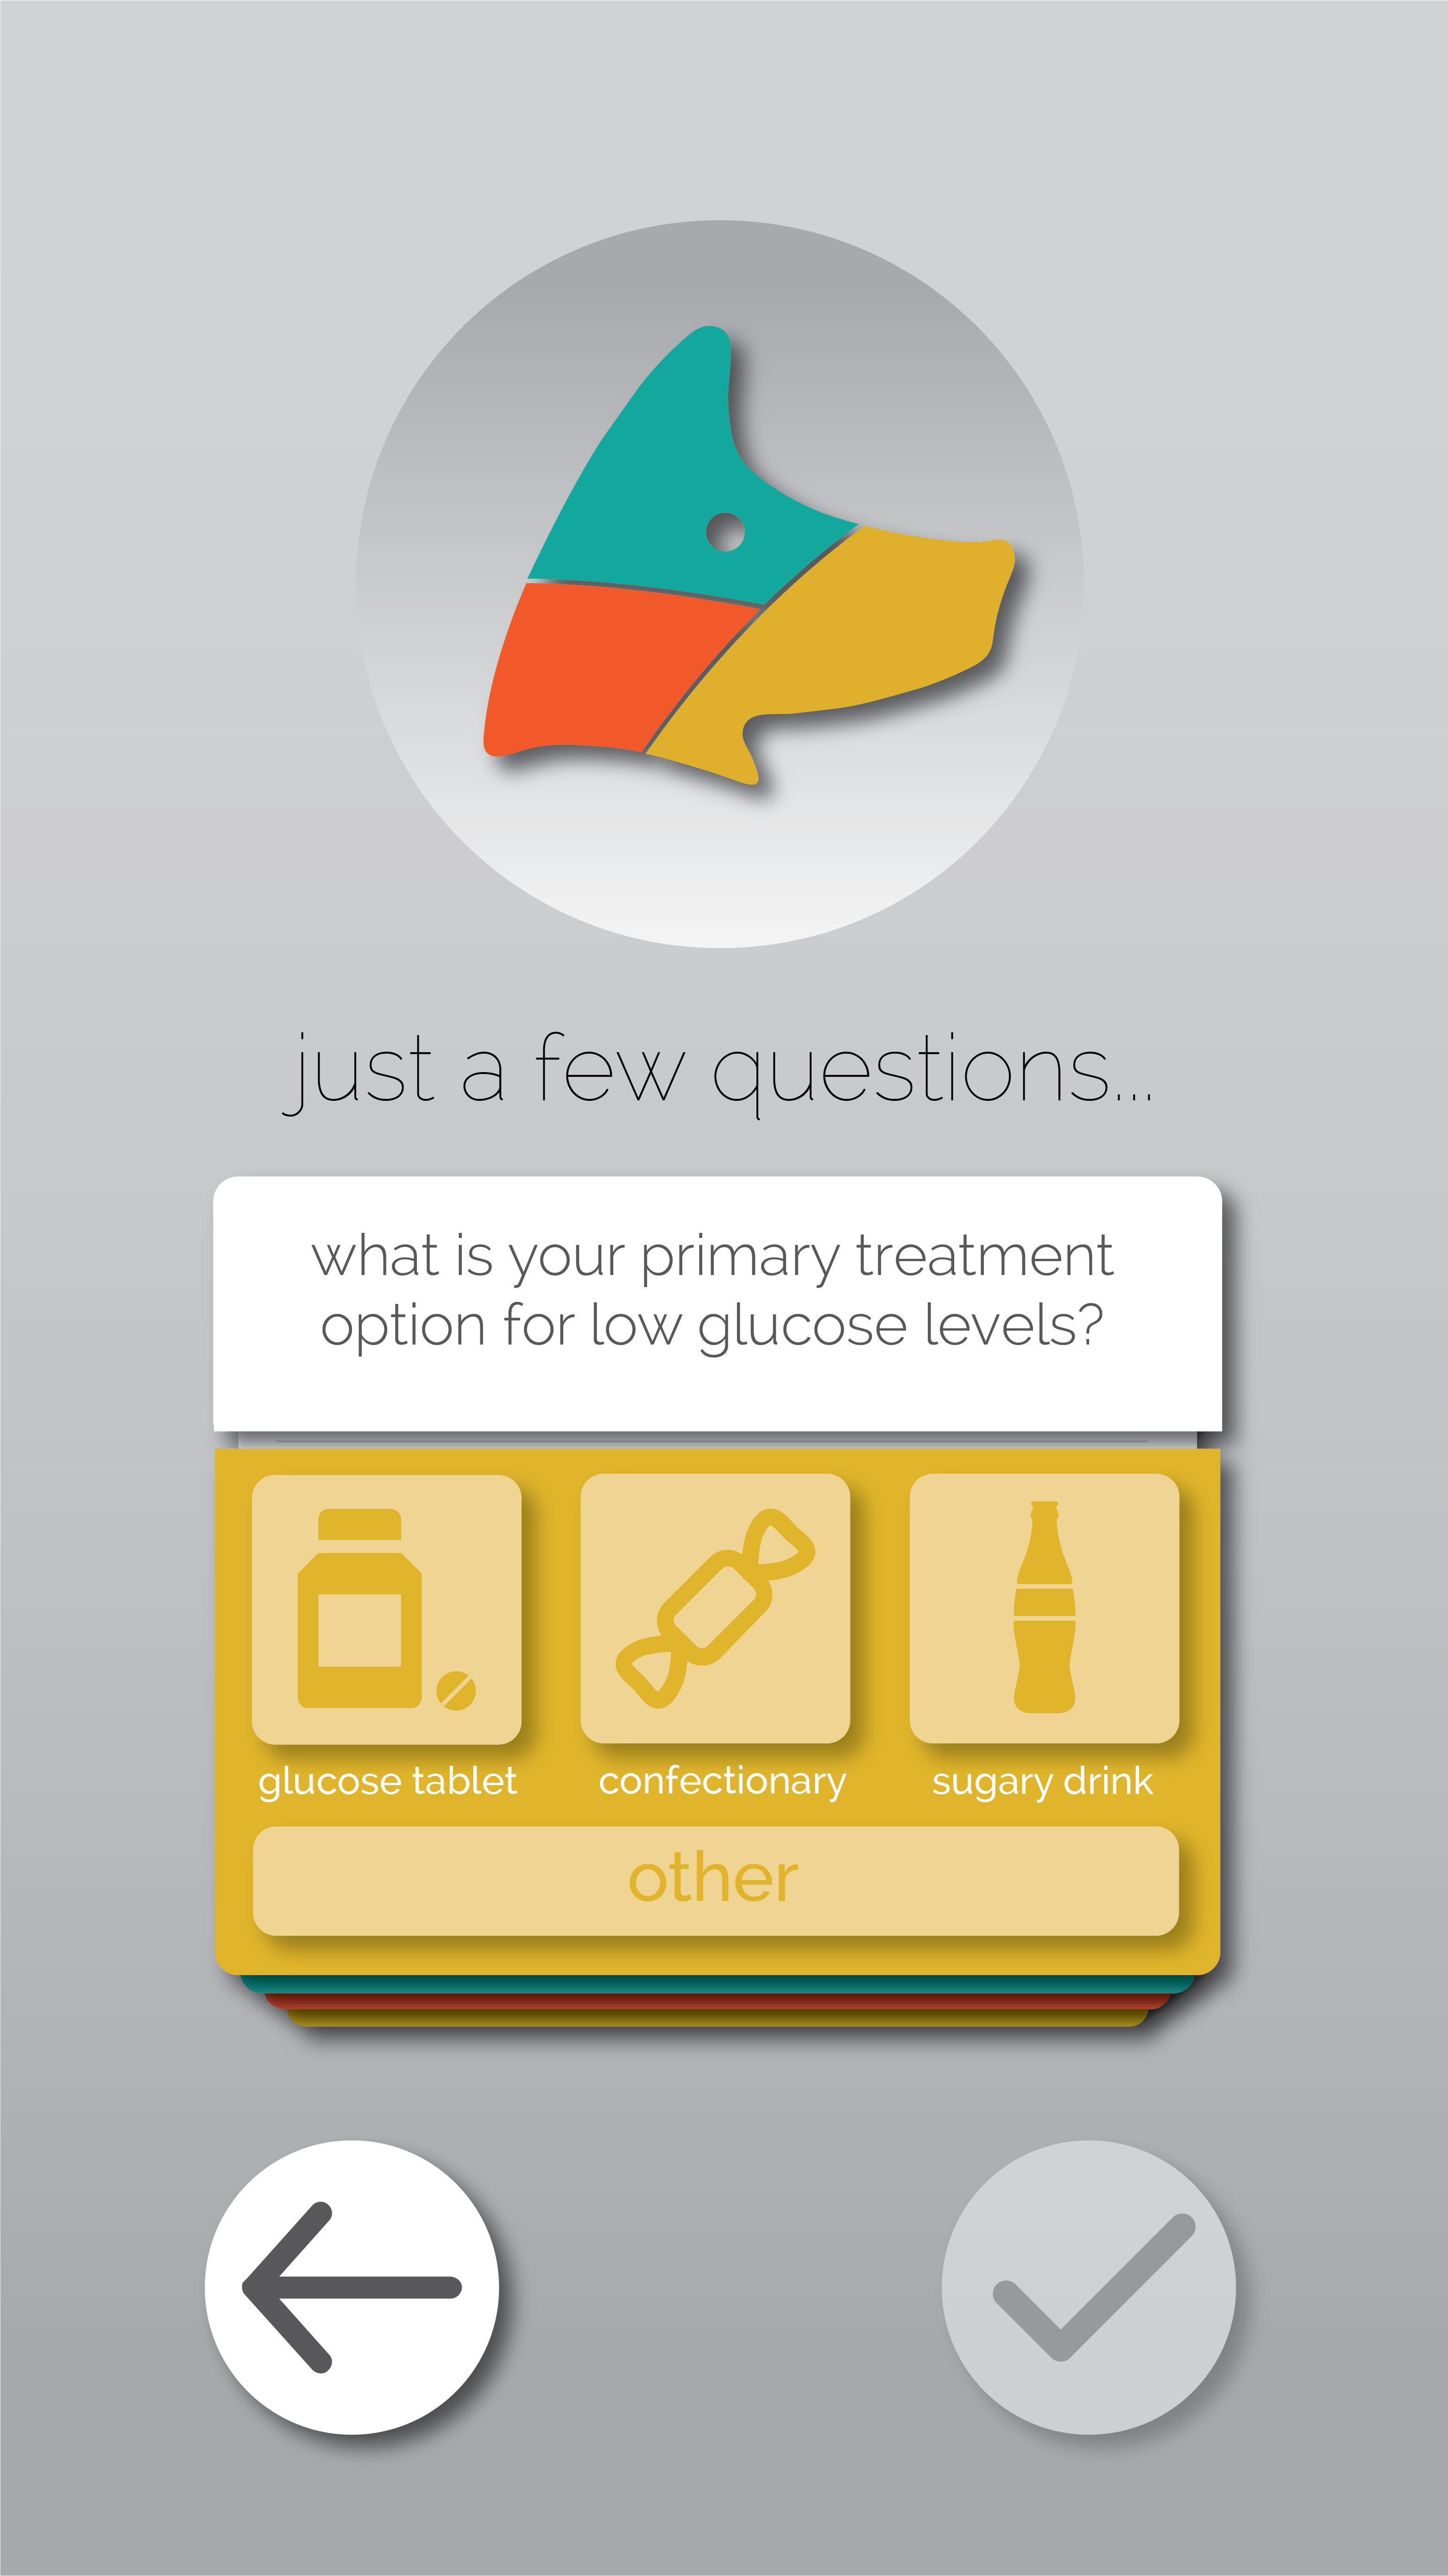 just a few questions...
what is your primary treatment
option for low glucose levels?
glucose tablet
confectionary
sugary drink
other